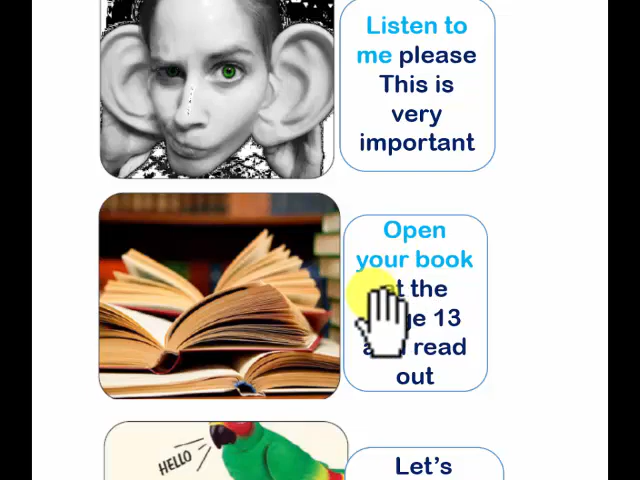 Listen to
me please
This is
very
important
Open
your book
the
13
read
out
HELLO
Let's